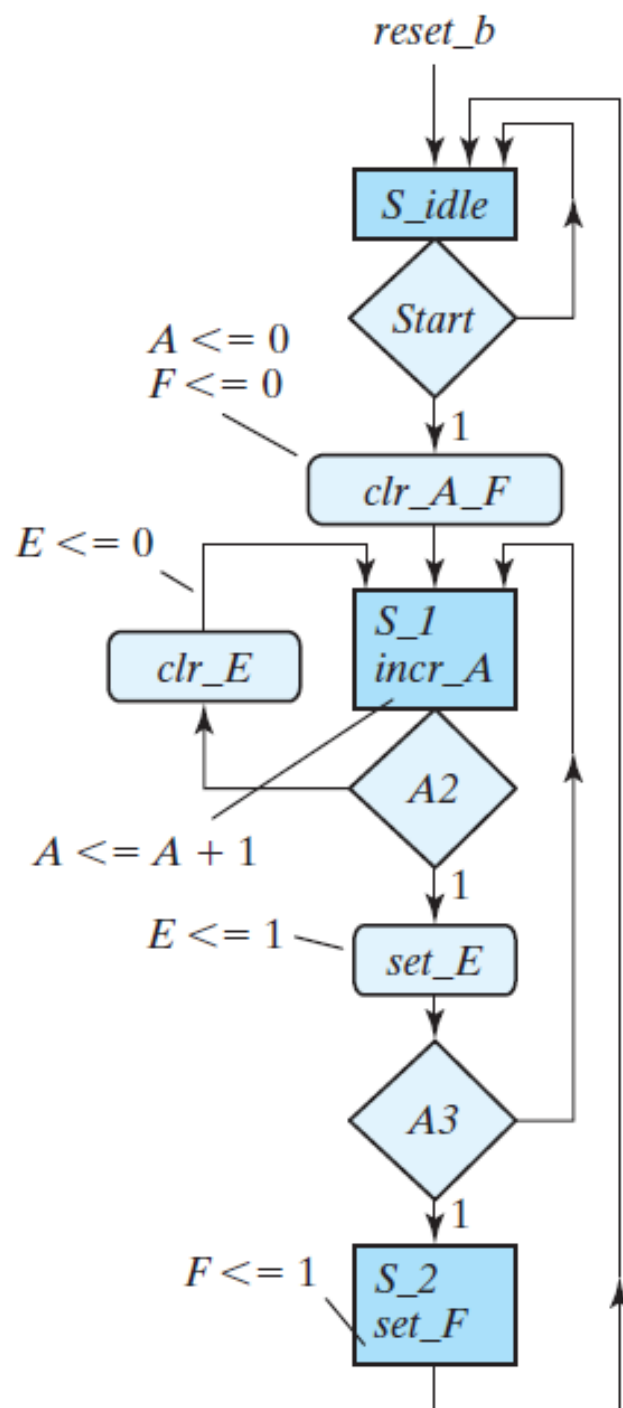 reset_b
S_idle
Start
A <= 0
F <= 0
1
clr_A_F
E <= 0
S_1
incr_A
clr_E
A2
A <= A + 1
1
E <= 1
set_E
A3
1
F <= 1
S_2
set_F